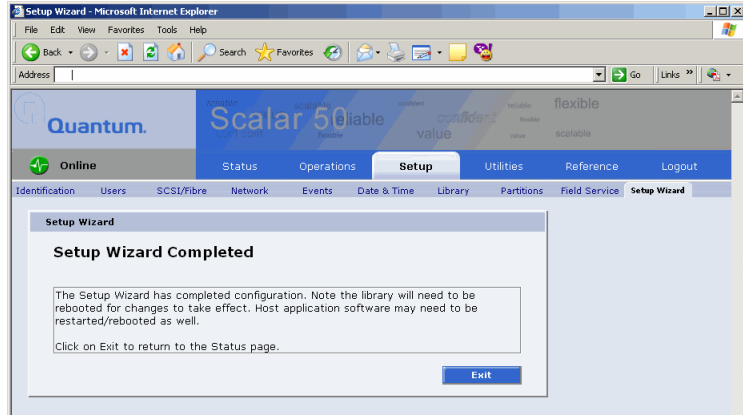 Setup Wizard - Microsoft Internet Explorer
File Edit View Favorites Tools Help
Back Search Favorites
Address Go Links »
Quantum.
Scalar 50
reliable
value
confident
reliable
flexible
scalable
Online Status Operations Setup Utilities Reference Logout
Identification Users SCSI/Fibre Network Events Date & Time Library Partitions Field Service Setup Wizard
Setup Wizard
Setup Wizard Completed
The Setup Wizard has completed configuration. Note the library will need to be
rebooted for changes to take effect. Host application software may need to be
restarted/rebooted as well.
Click on Exit to return to the Status page.
Exit